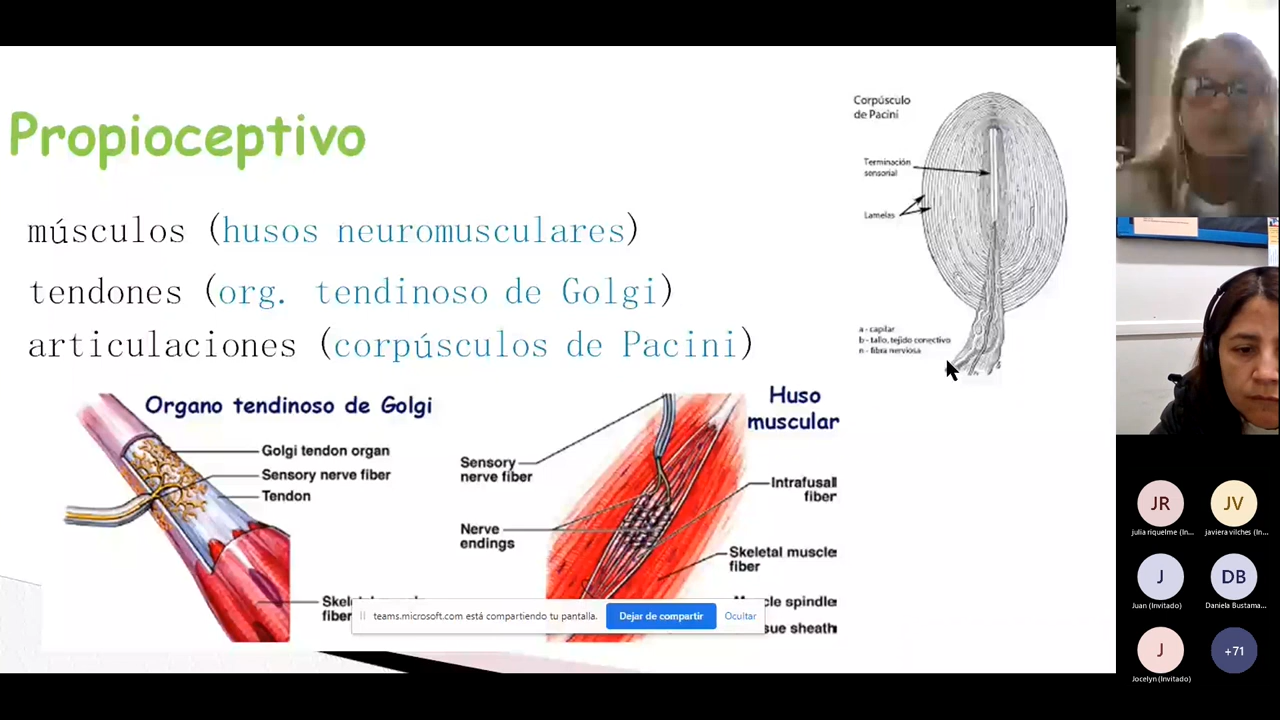 Propioceptivo
músculos (husos neuromusculares)
tendones (org. tendinoso de Golgi)
articulaciones (corpúsculos de Pacini)
Corpúsculo
de Pacini
Terminación
sensorial
Lamelas
a - capilar
b - tallo, tejido conectivo
n - fibra nerviosa
Organo tendinoso de Golgi
Golgi tendon organ
Sensory nerve fiber
Tendon
fiber
Huso
muscular
Sensory
nerve fiber
Nerve
endings
Intrafusal
fiber
Skeletal muscle
fiber
spindle
sheath
teams.microsoft.com está compartiendo tu pantalla.
Dejar de compartir
Ocultar
JR
julia riquelme (In...
JV
javiera vilches (In...
J
Juan (Invitado)
DB
Daniela Bustama...
J
Jocelyn (Invitado)
+71